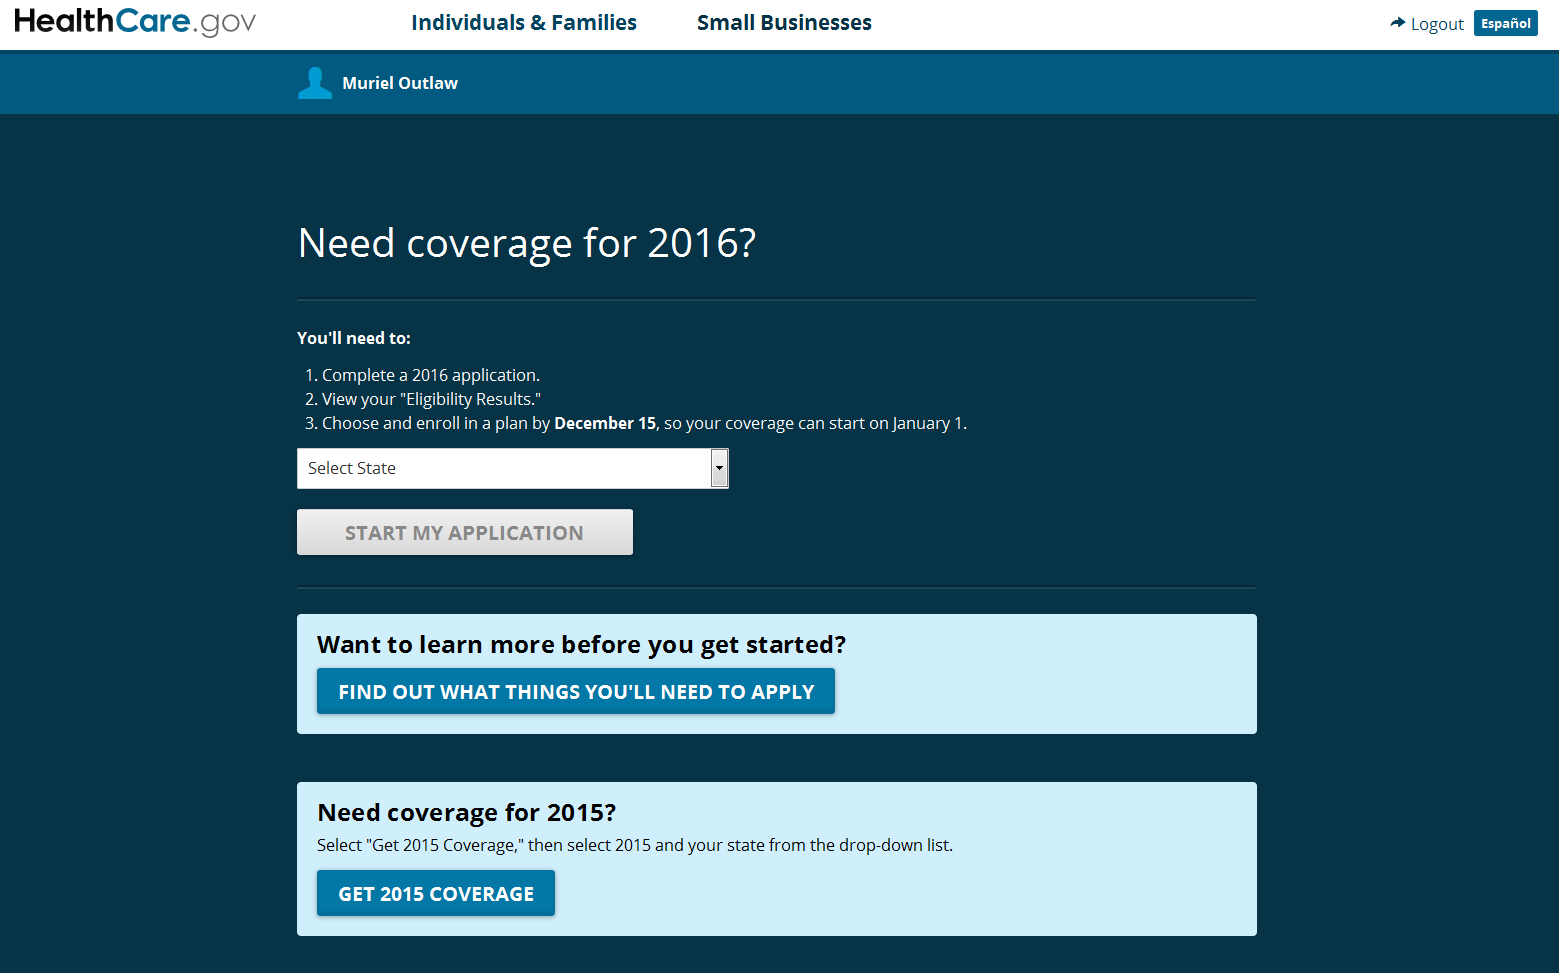 HealthCare.gov
Individuals & Families
Small Businesses
Logout
Español
Muriel Outlaw
Need coverage for 2016?
You'll need to:
1. Complete a 2016 application.
2. View your "Eligibility Results."
3. Choose and enroll in a plan by December 15, so your coverage can start on January 1.
Select State
START MY APPLICATION
Want to learn more before you get started?
FIND OUT WHAT THINGS YOU'LL NEED TO APPLY
Need coverage for 2015?
Select "Get 2015 Coverage," then select 2015 and your state from the drop-down list.
GET 2015 COVERAGE